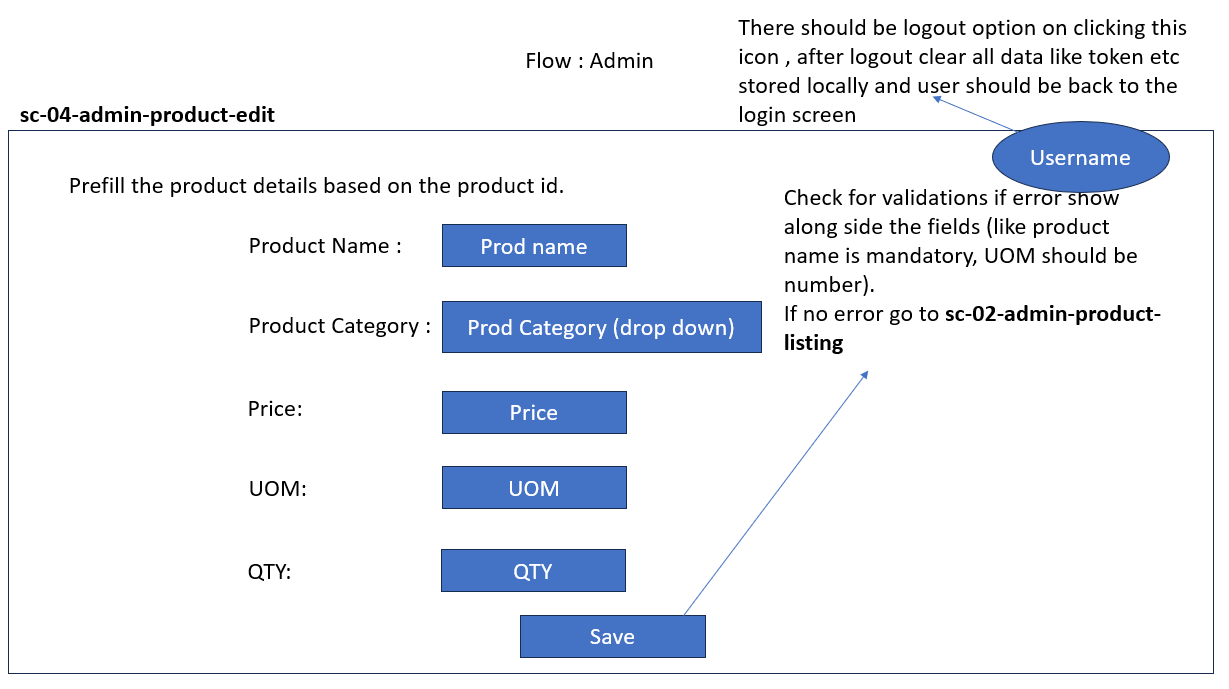 There should be logout option on clicking this
icon , after logout clear all data like token etc
stored locally and user should be back to the
login screen
Flow : Admin
sc-04-admin-product-edit
Username
Prefill the product details based on the product id.
Check for validations if error show
along side the fields (like product
name is mandatory, UOM should be
number).
If no error go to sc-02-admin-product-
listing
Product Name :
Prod name
Product Category :
Prod Category (drop down)
Price:
Price
UOM:
UOM
QTY:
QTY
Save